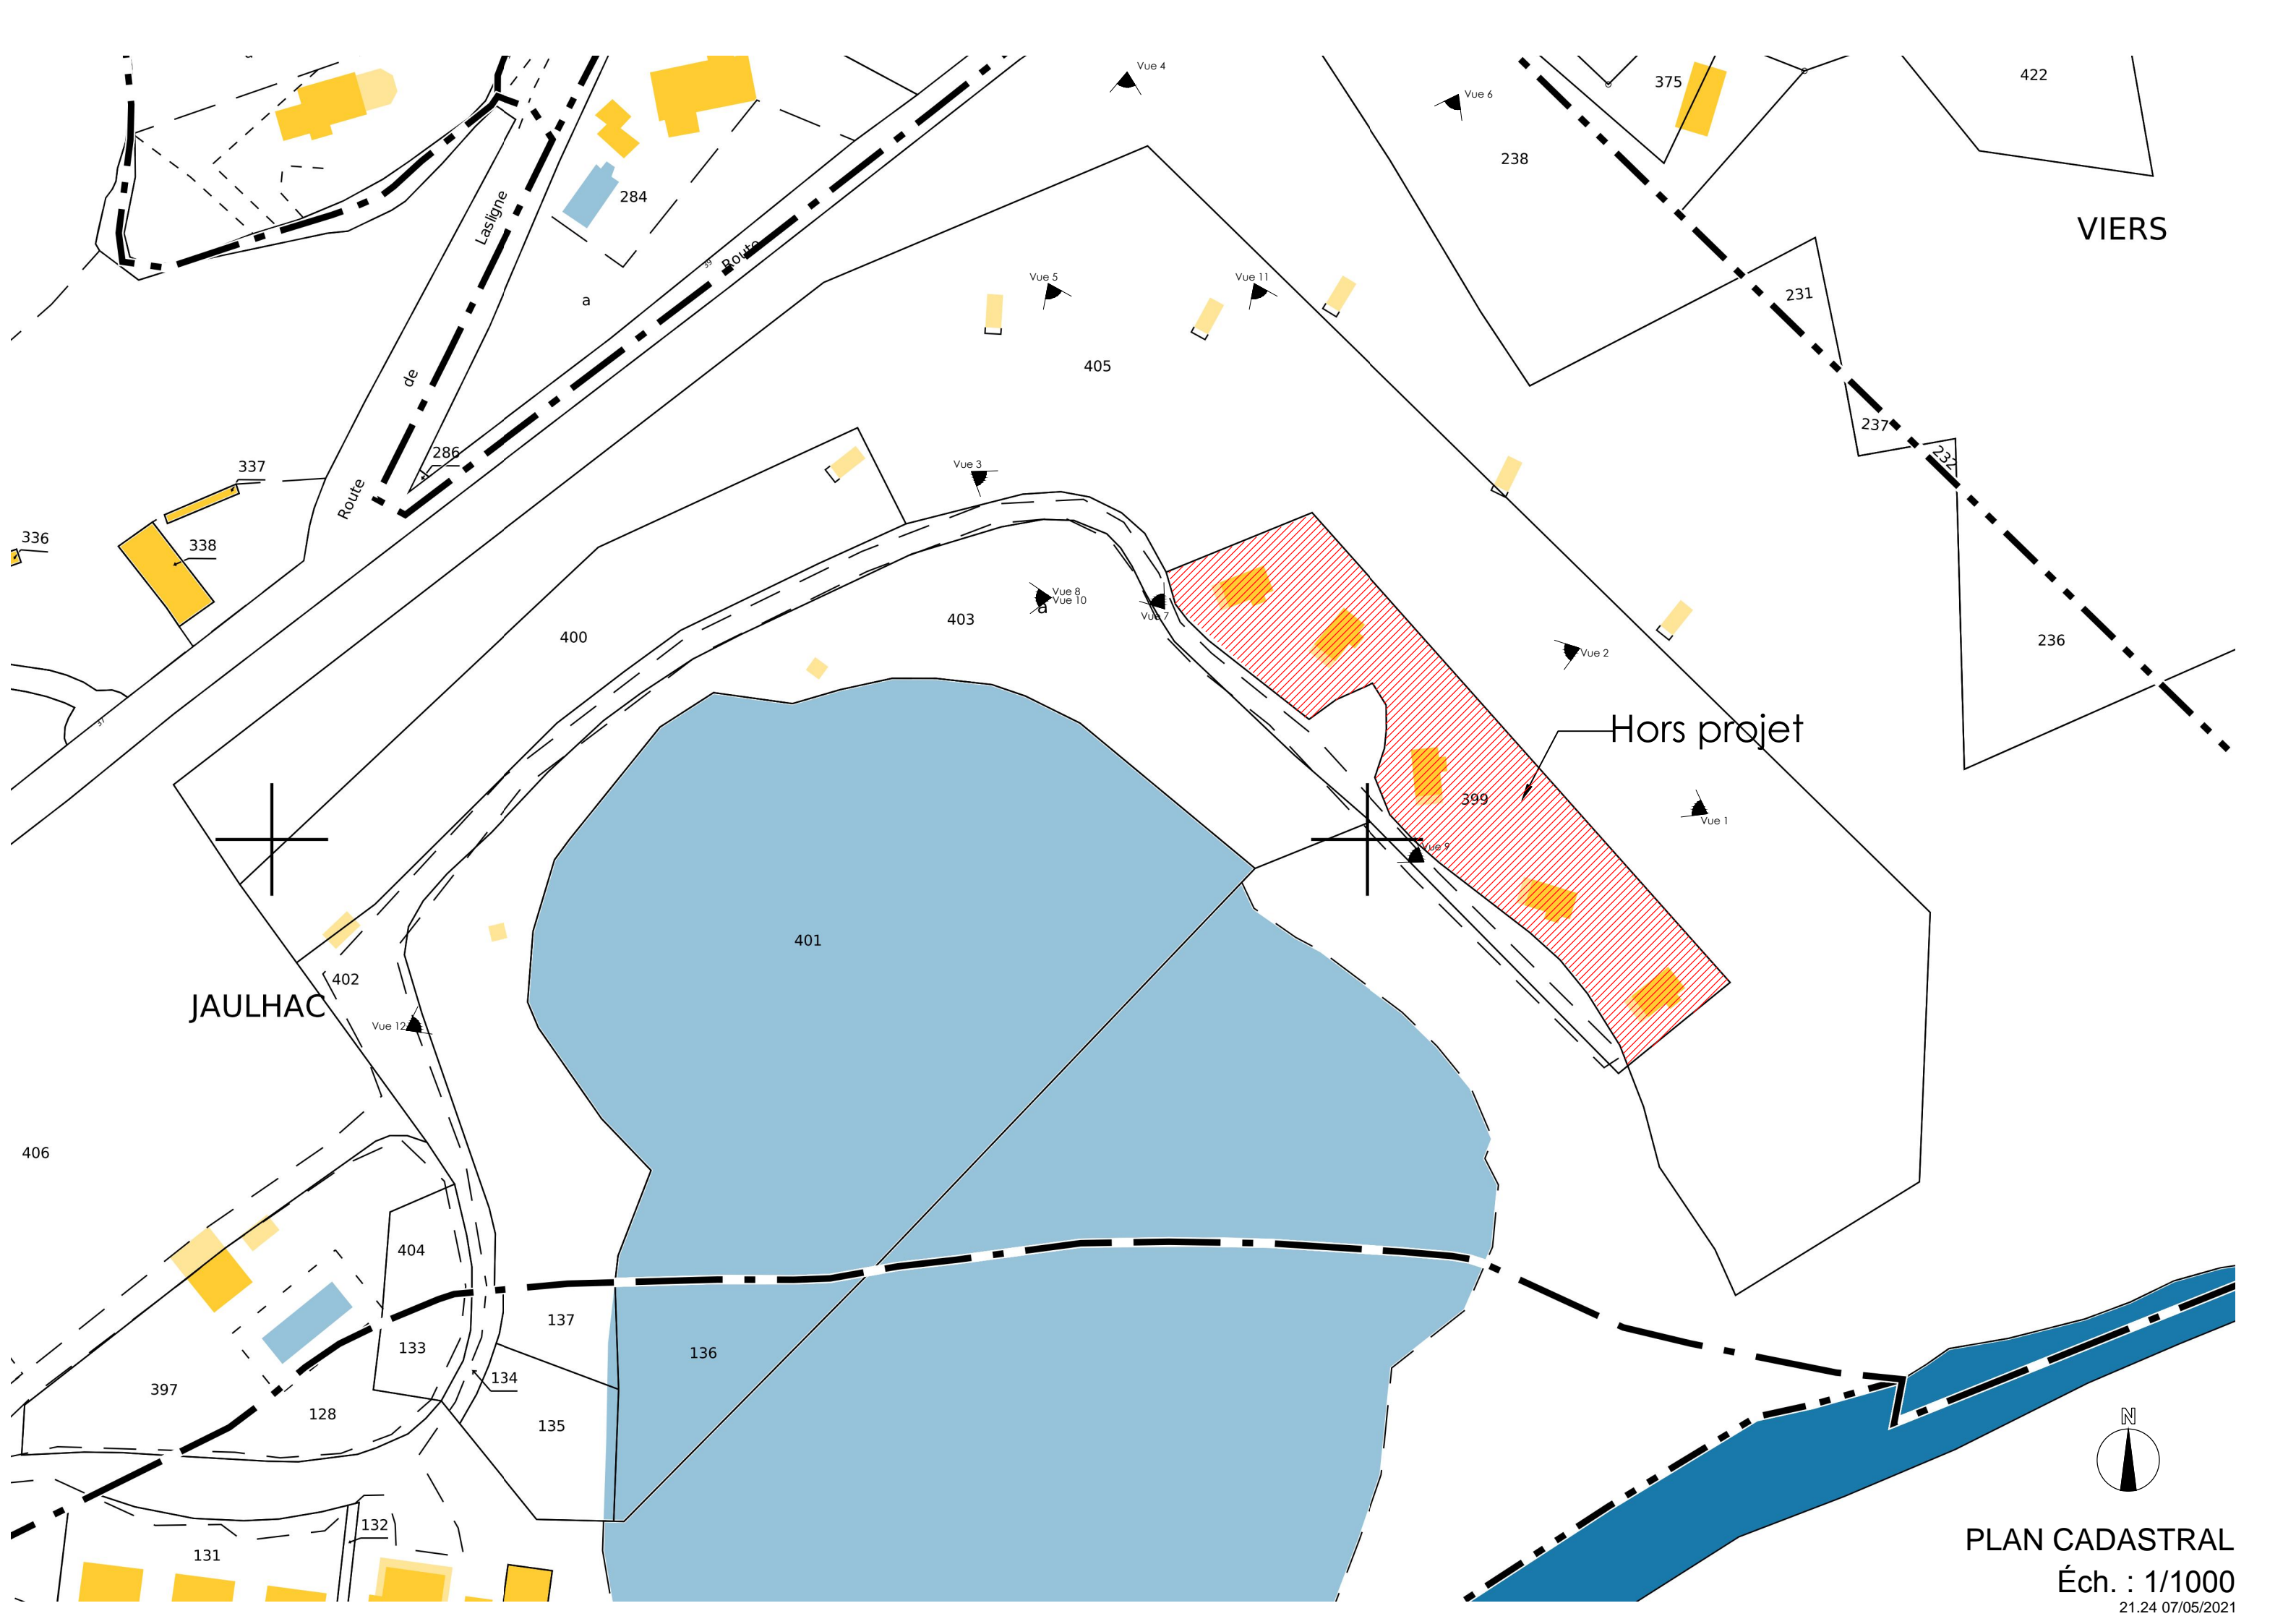 Vue 4
Vue 6
375
422
238
284
Lasligne
VIERS
39
Route
Vue 5
Vue 11
231
a
405
de
237
232
286
337
Vue 3
Route
336
338
Vue 8
Vue 10
a
Vue 7
403
400
236
Vue 2
37
Hors projet
399
Vue 1
Vue 9
401
402
JAULHAC
Vue 12
406
404
137
133
136
134
397
128
135
N
132
131
PLAN CADASTRAL
Éch. : 1/1000
21.24 07/05/2021